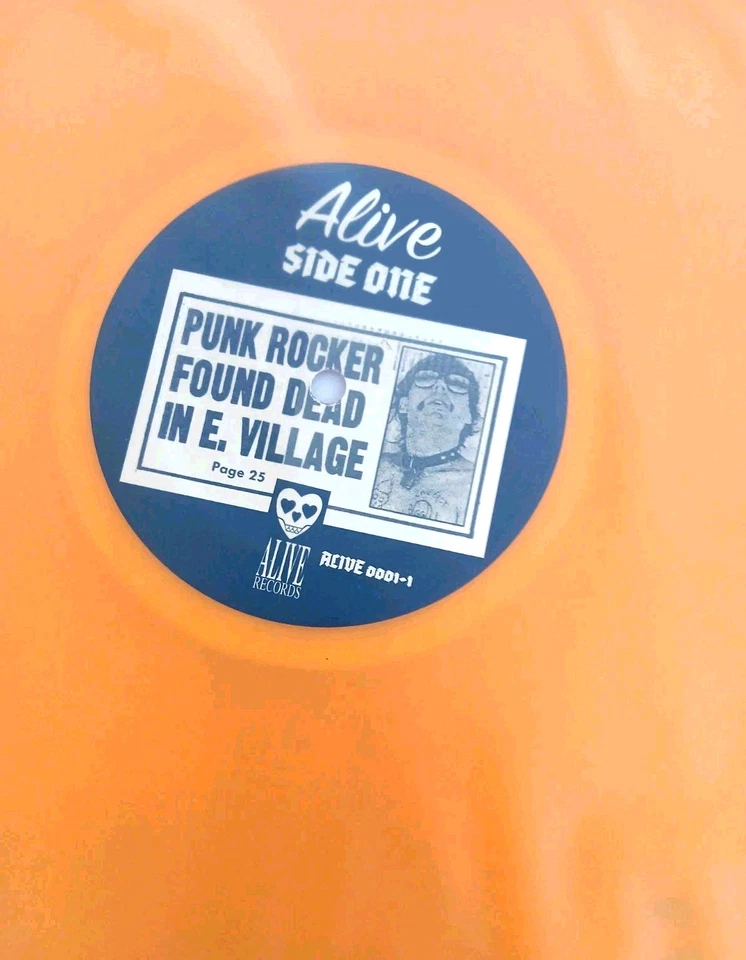 Alive
SIDE ONE
PUNK ROCKER
FOUND DEAD
IN E. VILLAGE
Page 25
ALIVE
RECORDS
ALIVE 0001-1